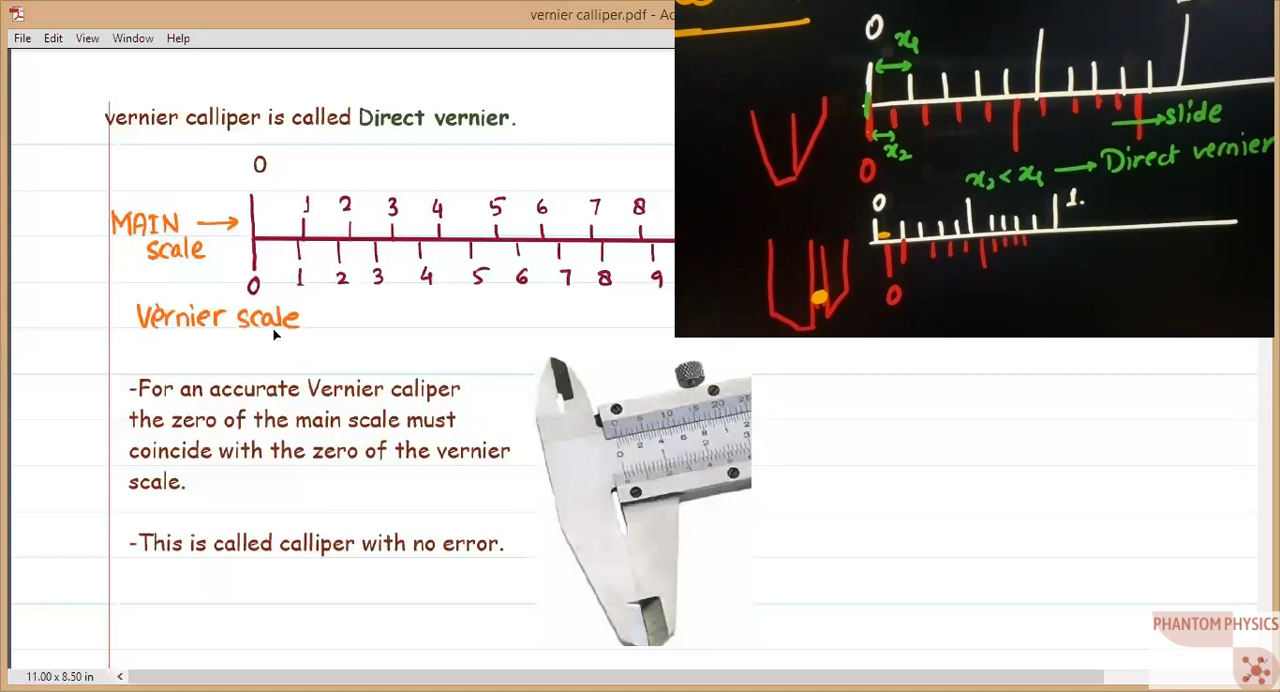 vernier calliper.pdf - Ac
File Edit View Window Help
vernier calliper is called Direct vernier.
0
1 2 3 4 5 6 7 8
MAIN
scale
0 1 2 3 4 5 6 7 8 9
Vernier scale
-For an accurate Vernier caliper
the zero of the main scale must
coincide with the zero of the vernier
scale.
-This is called calliper with no error.
0
x₁
slide
x₂
0
x₂ < x₁ → Direct vernier
0
1.
0
PHANTOM PHYSICS
11.00 x 8.50 in